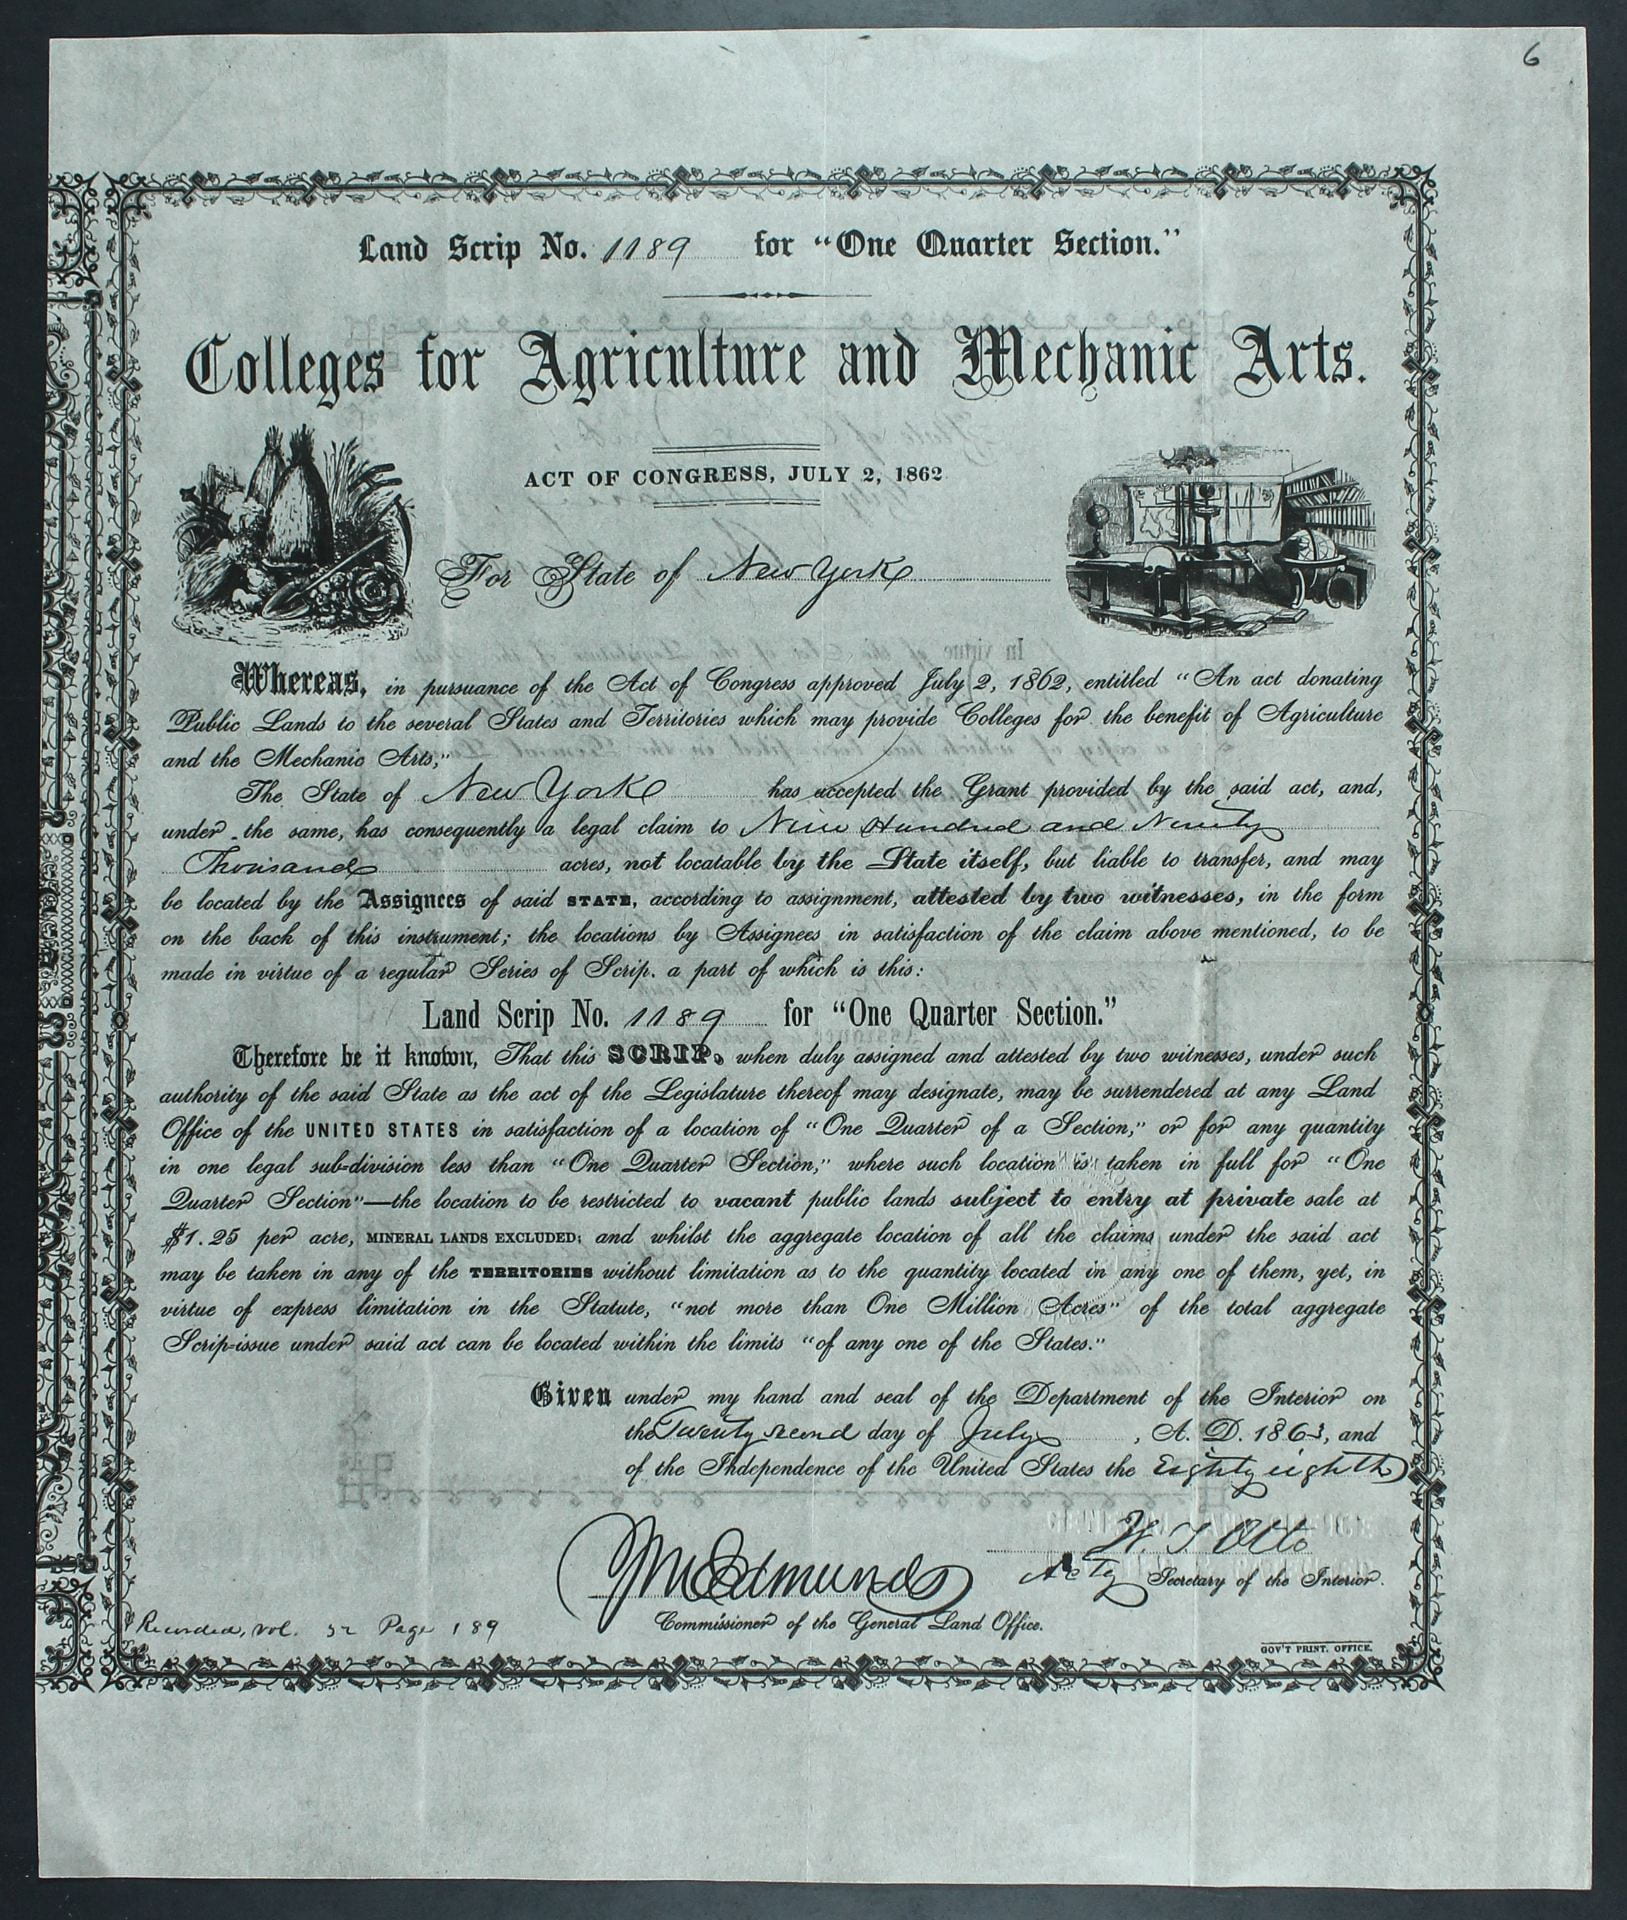 6
Land Scrip No. 1189 for "One Quarter Section."
Colleges for Agriculture and Mechanic Arts.
ACT OF CONGRESS, JULY 2, 1862
For State of New York
Whereas, in pursuance of the Act of Congress approved July 2, 1862, entitled "An act donating
Public Lands to the several States and Territories which may provide Colleges for the benefit of Agriculture
and the Mechanic Arts,"
The State of New York has accepted the Grant provided by the said act, and,
under the same, has consequently a legal claim to Nine Hundred and Ninety
Thousand acres, not locatable by the State itself, but liable to transfer, and may
be located by the Assignees of said STATE, according to assignment, attested by two witnesses, in the form
on the back of this instrument; the locations by Assignees in satisfaction of the claim above mentioned, to be
made in virtue of a regular Series of Scrip. a part of which is this:
Land Scrip No. 1189 for "One Quarter Section."
Therefore be it known, That this SCRIP, when duly assigned and attested by two witnesses, under such
authority of the said State as the act of the Legislature thereof may designate, may be surrendered at any Land
Office of the UNITED STATES in satisfaction of a location of "One Quarter of a Section," or for any quantity
in one legal sub-division less than "One Quarter Section," where such location is taken in full for "One
Quarter Section"—the location to be restricted to vacant public lands subject to entry at private sale at
$1.25 per acre, MINERAL LANDS EXCLUDED; and whilst the aggregate location of all the claims under the said act
may be taken in any of the TERRITORIES without limitation as to the quantity located in any one of them, yet, in
virtue of express limitation in the Statute, "not more than One Million Acres" of the total aggregate
Scrip-issue under said act can be located within the limits "of any one of the States."
Given under my hand and seal of the Department of the Interior on
the Twenty second day of July, A. D. 1863, and
of the Independence of the United States the Eighty eighth
W. T. Otto
Actg Secretary of the Interior.
J M Edmunds
Commissioner of the General Land Office.
Recorded, vol. 52 Page 189
GOV'T PRINT. OFFICE.